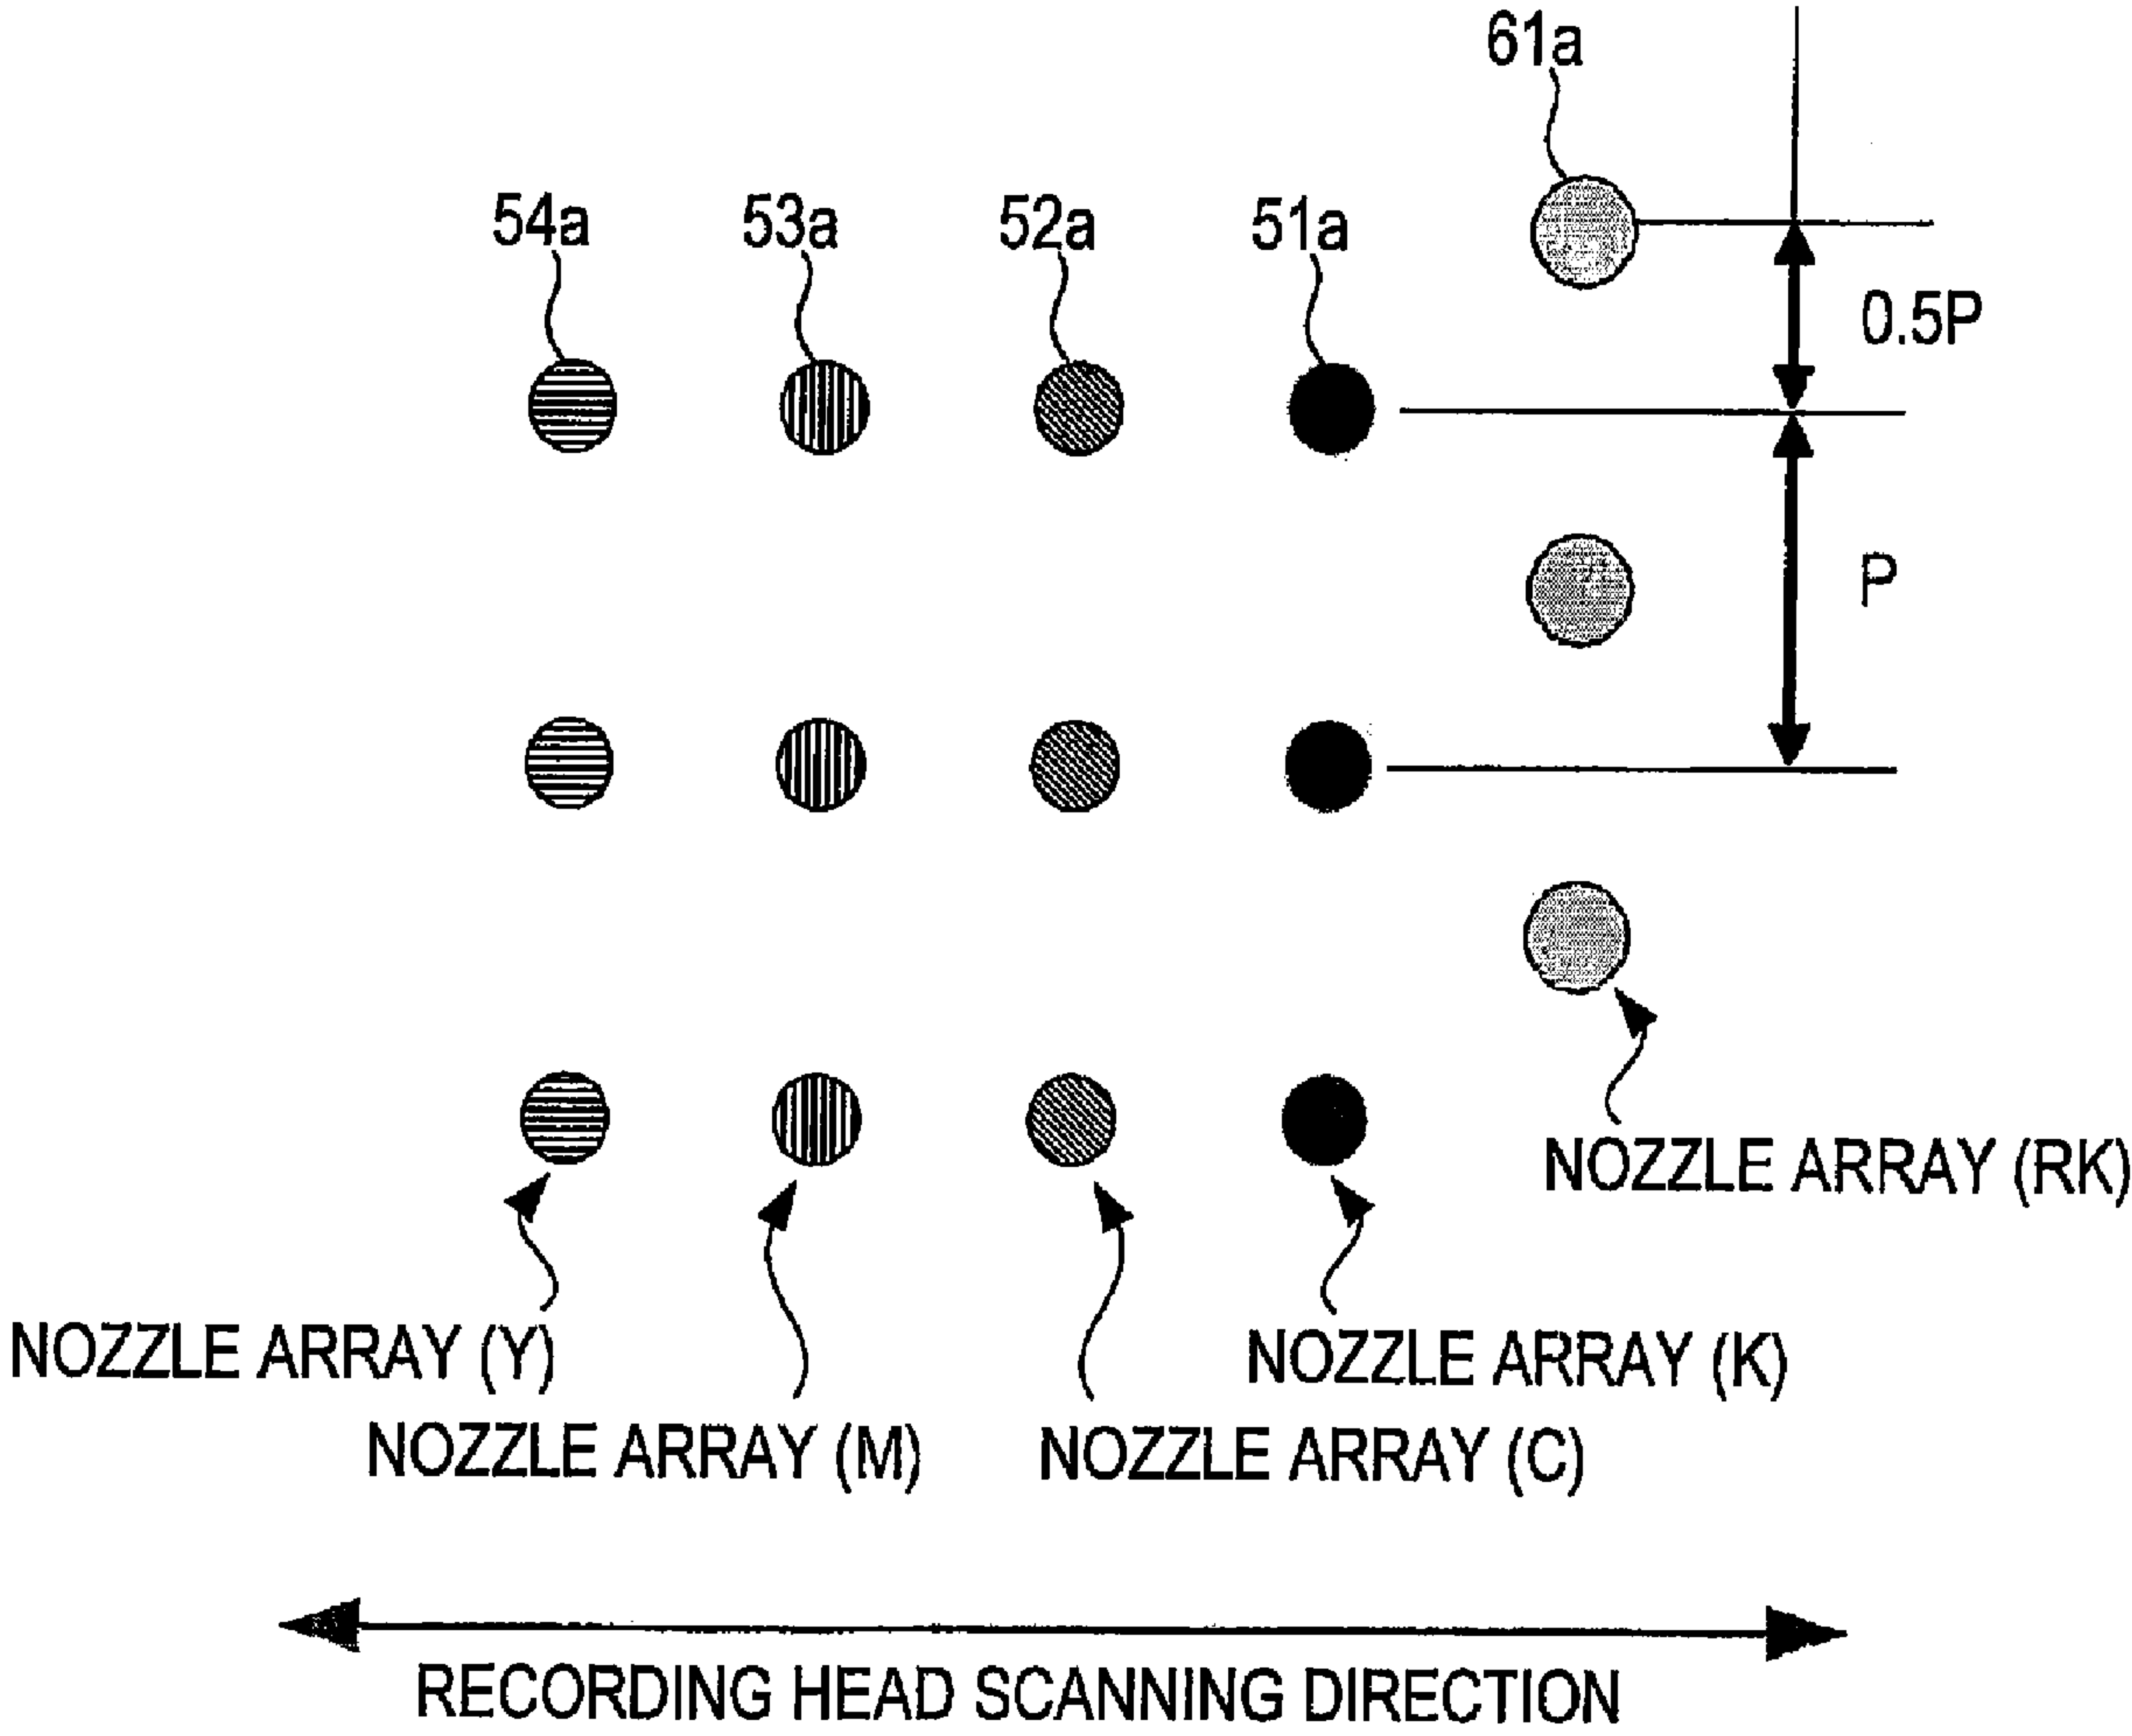 61a
54a
53a
52a
51a
0.5P
P
NOZZLE ARRAY (RK)
NOZZLE ARRAY (Y)
NOZZLE ARRAY (K)
NOZZLE ARRAY (M)
NOZZLE ARRAY (C)
RECORDING HEAD SCANNING DIRECTION